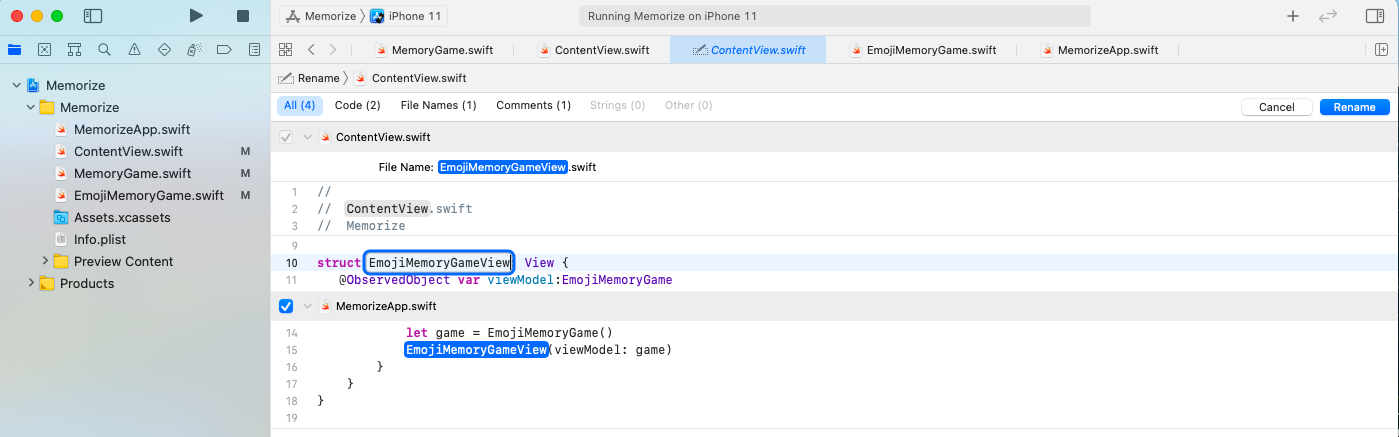 Memorize 〉 iPhone 11
Running Memorize on iPhone 11
MemoryGame.swift
ContentView.swift
ContentView.swift
EmojiMemoryGame.swift
MemorizeApp.swift
Rename 〉 ContentView.swift
All (4) Code (2) File Names (1) Comments (1) Strings (0) Other (0) Cancel Rename
Memorize
Memorize
MemorizeApp.swift
ContentView.swift M
MemoryGame.swift M
EmojiMemoryGame.swift M
Assets.xcassets
Info.plist
Preview Content
Products
ContentView.swift
File Name: EmojiMemoryGameView.swift
1 //
2 // ContentView.swift
3 // Memorize
9
10 struct EmojiMemoryGameView: View {
11 @ObservedObject var viewModel:EmojiMemoryGame
MemorizeApp.swift
14 let game = EmojiMemoryGame()
15 EmojiMemoryGameView(viewModel: game)
16 }
17 }
18 }
19